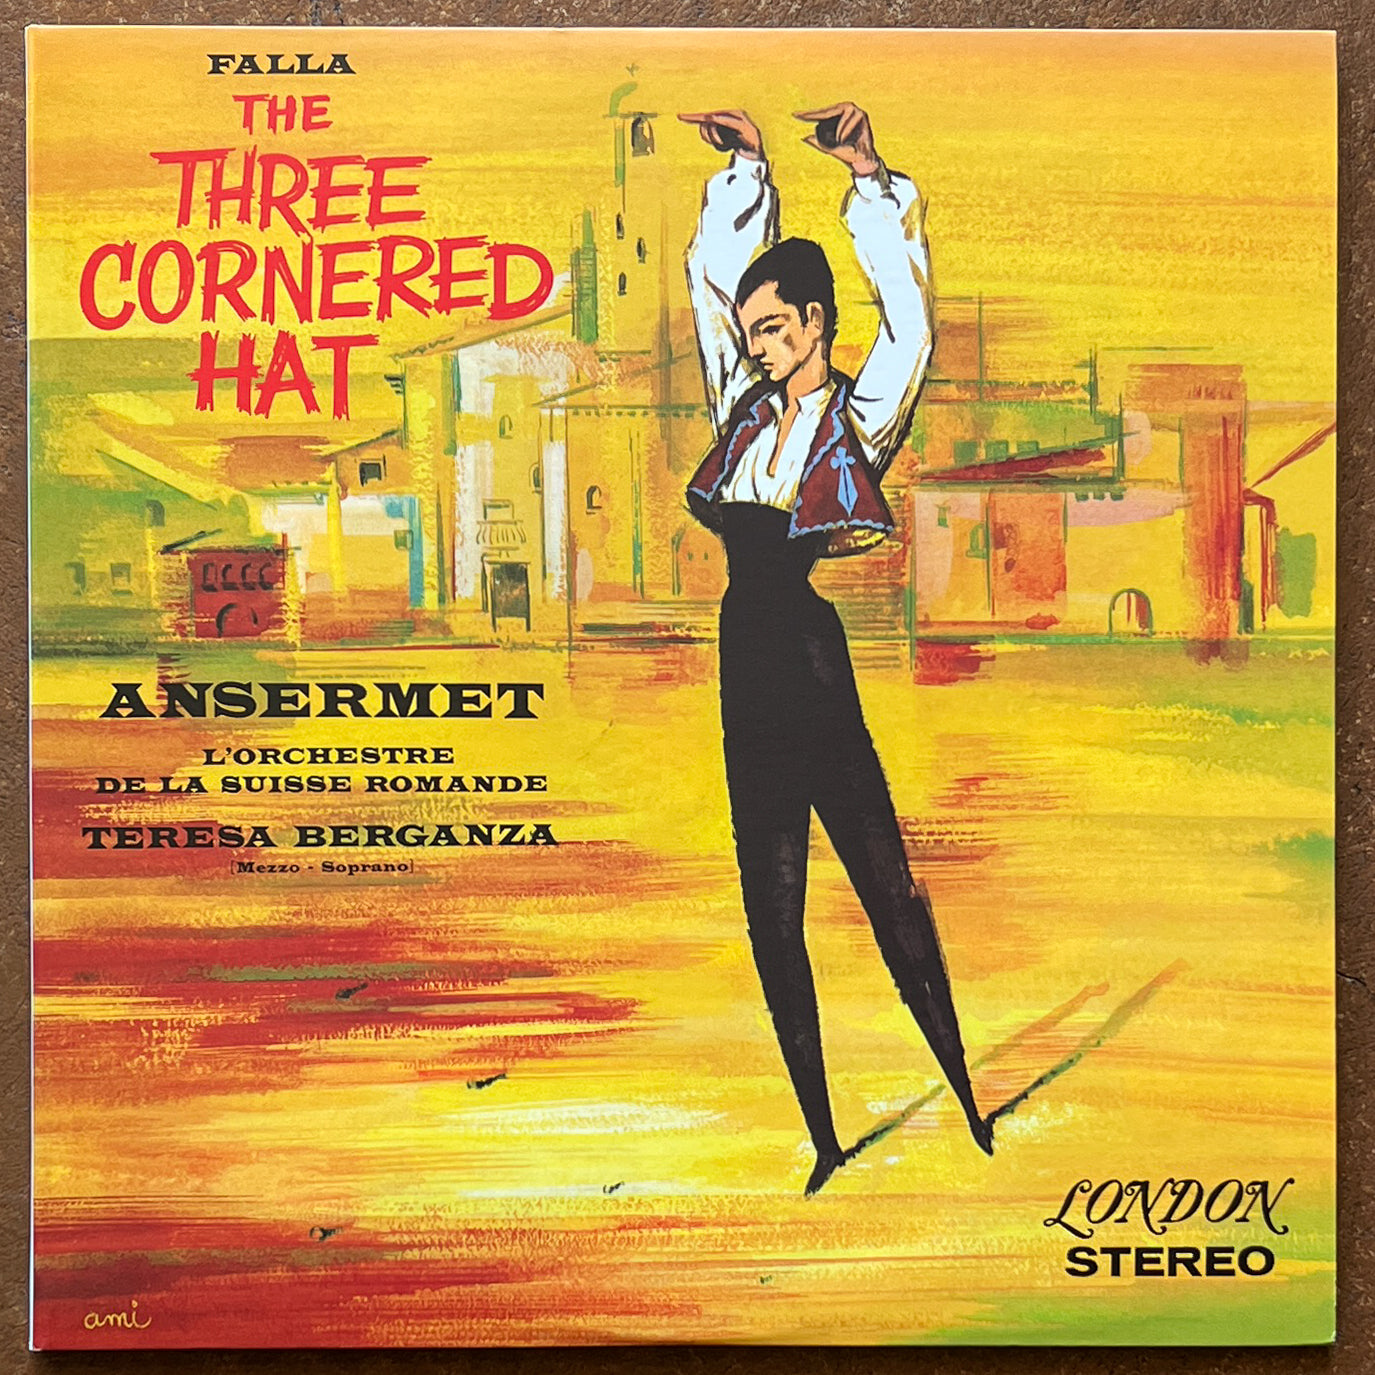 FALLA
THE
THREE
CORNERED
HAT
ANSERMET
L'ORCHESTRE
DE LA SUISSE ROMANDE
TERESA BERGANZA
[Mezzo - Soprano]
LONDON
STEREO
ami